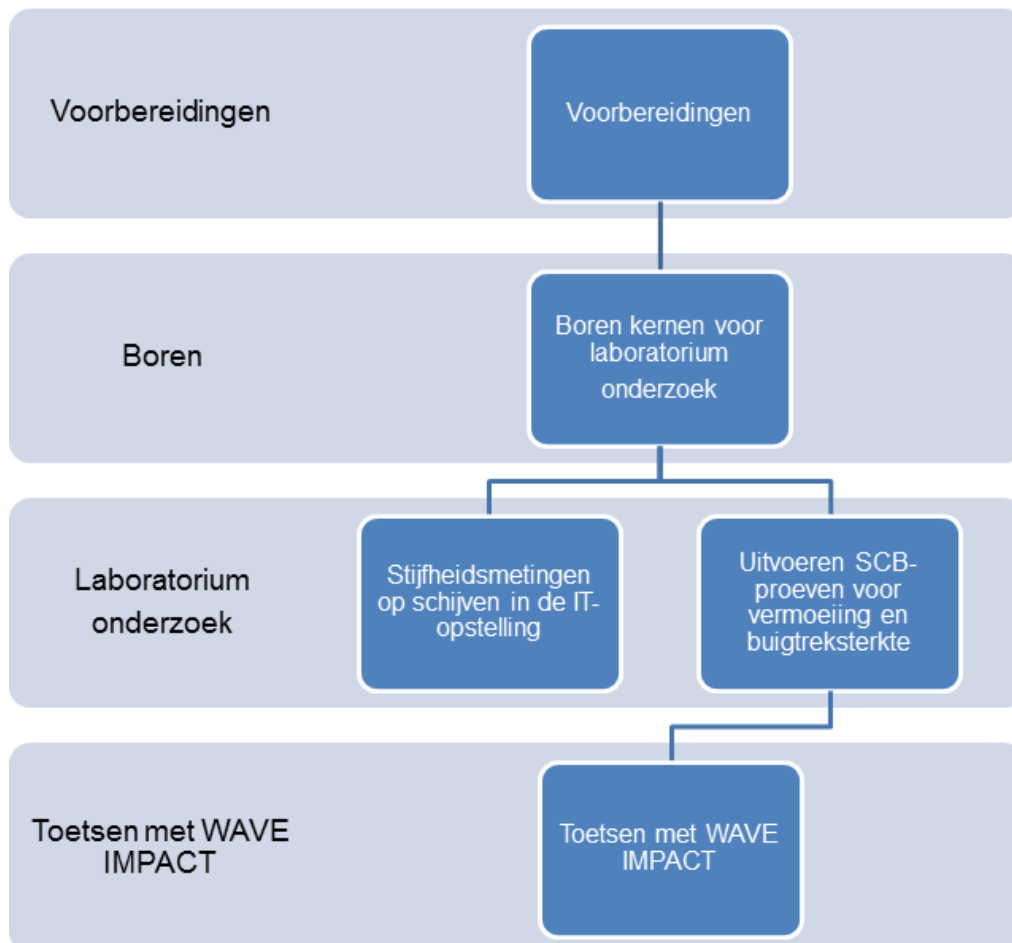 Voorbereidingen
Voorbereidingen
Boren
Boren kernen voor
laboratorium
onderzoek
Laboratorium
onderzoek
Stijfheidsmetingen
op schijven in de IT-
opstelling
Uitvoeren SCB-
proeven voor
vermoeiing en
buigtreksterkte
Toetsen met WAVE
IMPACT
Toetsen met WAVE
IMPACT